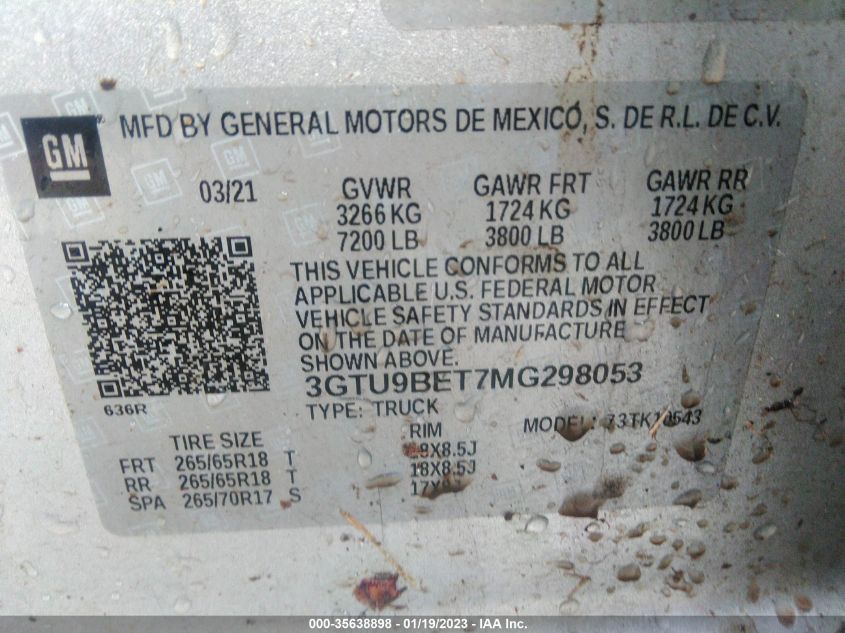 GM
MFD BY GENERAL MOTORS DE MEXICO, S. DE R.L. DE C.V.
03/21 GVWR GAWR FRT GAWR RR
3266 KG 1724 KG 1724 KG
7200 LB 3800 LB 3800 LB
THIS VEHICLE CONFORMS TO ALL
APPLICABLE U.S. FEDERAL MOTOR
VEHICLE SAFETY STANDARDS IN EFFECT
ON THE DATE OF MANUFACTURE
SHOWN ABOVE.
3GTU9BET7MG298053
636R
TYPE: TRUCK MODEL: 73TK10543
TIRE SIZE RIM
FRT 265/65R18 T 18X8.5J
RR 265/65R18 T 18X8.5J
SPA 265/70R17 S
000-35638898 - 01/19/2023 - IAA Inc.